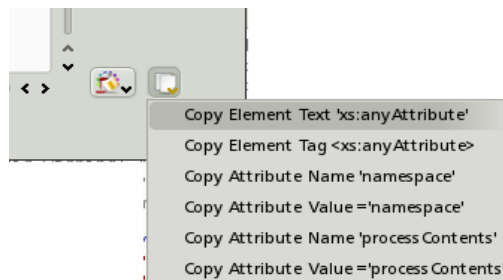 Copy Element Text 'xs:anyAttribute'
Copy Element Tag <xs:anyAttribute>
Copy Attribute Name 'namespace'
Copy Attribute Value ='namespace'
Copy Attribute Name 'processContents'
Copy Attribute Value ='processContents